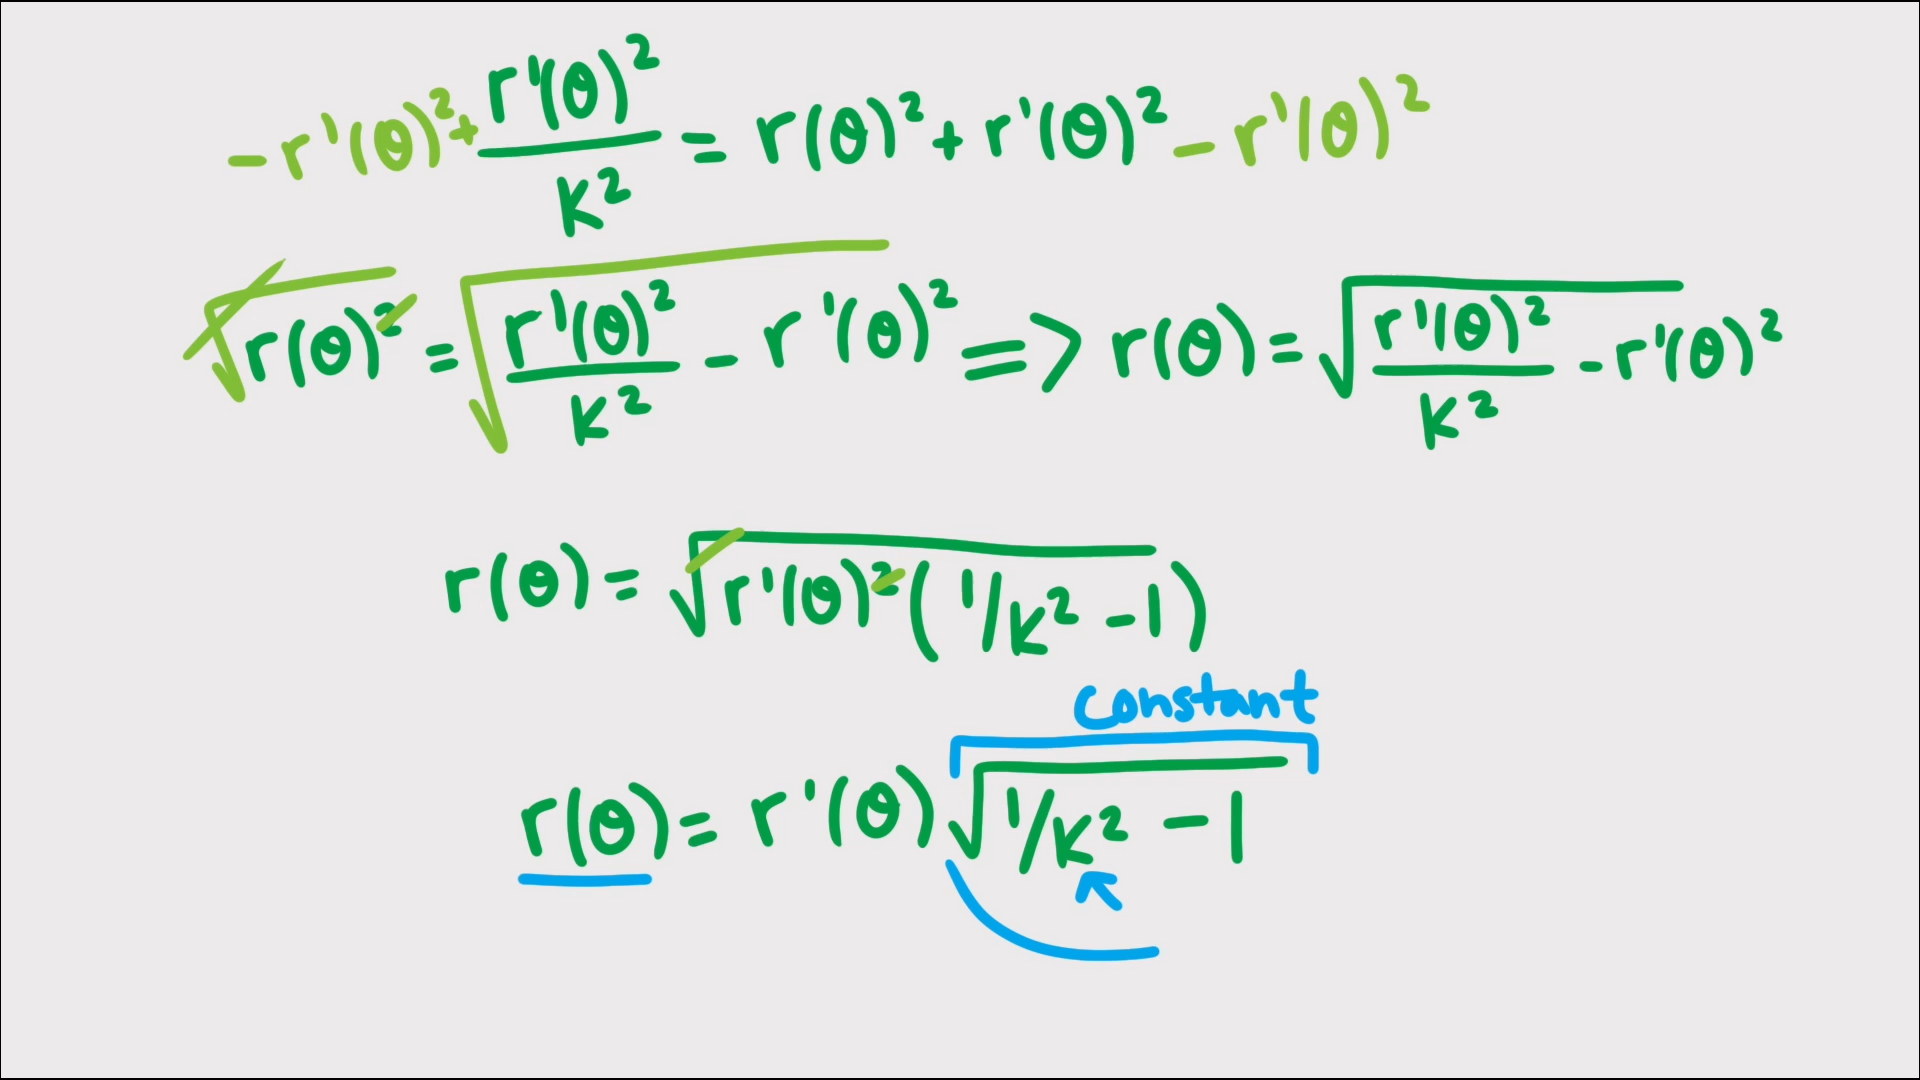 -r'(θ)²+ r'(θ)²/k² = r(θ)²+r'(θ)² -r'(θ)²
√r(θ)² = √r'(θ)²/k² - r'(θ)² => r(θ)=√r'(θ)²/k² -r'(θ)²
r(θ)= √r'(θ)²(1/k² -1)
constant
r(θ)= r'(θ)√1/k² -1